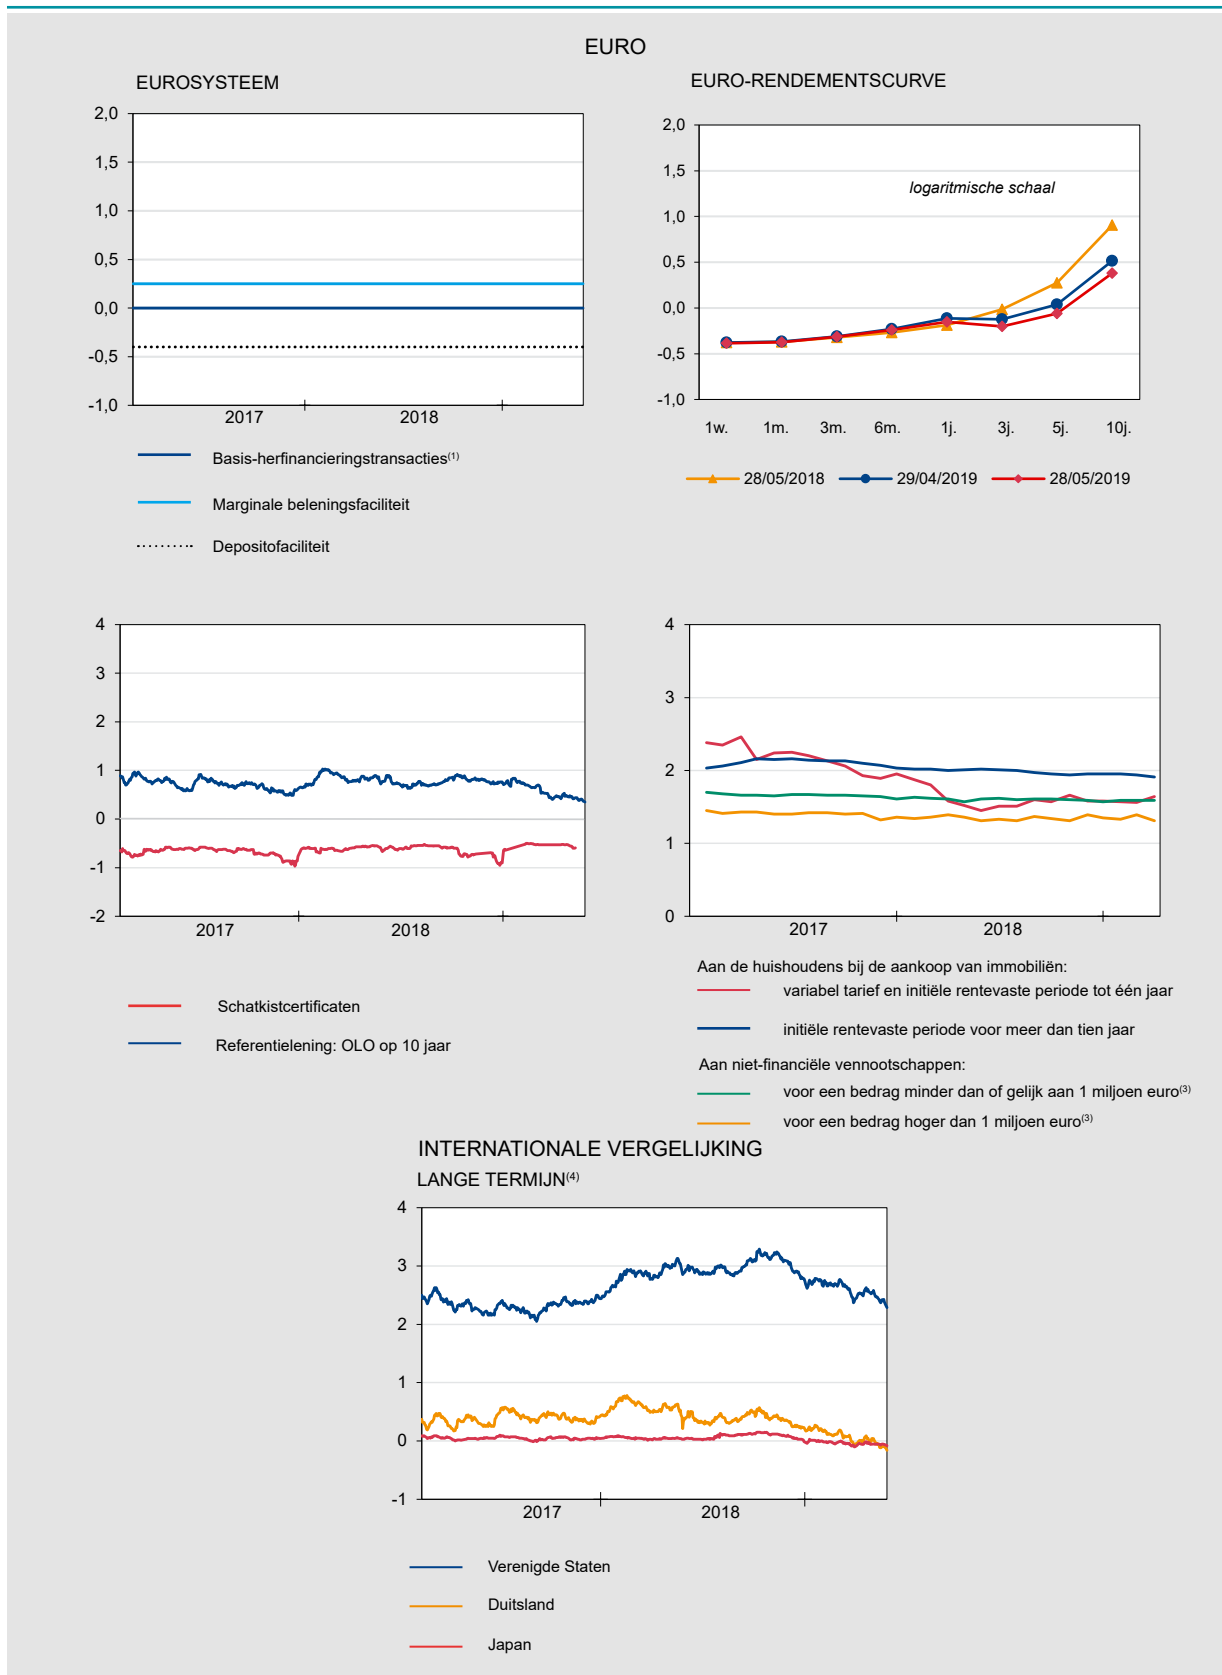 EURO
EUROSYSTEEM
2,0
1,5
1,0
0,5
0,0
-0,5
-1,0
2017 2018
Basis-herfinancieringstransacties(1)
Marginale beleningsfaciliteit
Depositofaciliteit
EURO-RENDEMENTSCURVE
2,0
1,5
1,0
0,5
0,0
-0,5
-1,0
logaritmische schaal
1w. 1m. 3m. 6m. 1j. 3j. 5j. 10j.
28/05/2018 29/04/2019 28/05/2019
4
3
2
1
0
-1
-2
2017 2018
Schatkistcertificaten
Referentielening: OLO op 10 jaar
4
3
2
1
0
2017 2018
Aan de huishoudens bij de aankoop van immobiliën:
variabel tarief en initiële rentevaste periode tot één jaar
initiële rentevaste periode voor meer dan tien jaar
Aan niet-financiële vennootschappen:
voor een bedrag minder dan of gelijk aan 1 miljoen euro(3)
voor een bedrag hoger dan 1 miljoen euro(3)
INTERNATIONALE VERGELIJKING
LANGE TERMIJN(4)
4
3
2
1
0
-1
2017 2018
Verenigde Staten
Duitsland
Japan